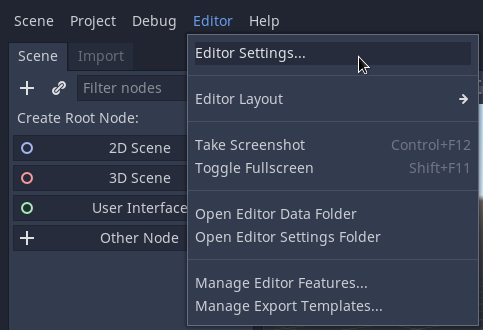 Scene Project Debug Editor Help
Scene Import
Filter nodes
Create Root Node:
2D Scene
3D Scene
User Interface
Other Node
Editor Settings...
Editor Layout
Take Screenshot Control+F12
Toggle Fullscreen Shift+F11
Open Editor Data Folder
Open Editor Settings Folder
Manage Editor Features...
Manage Export Templates...